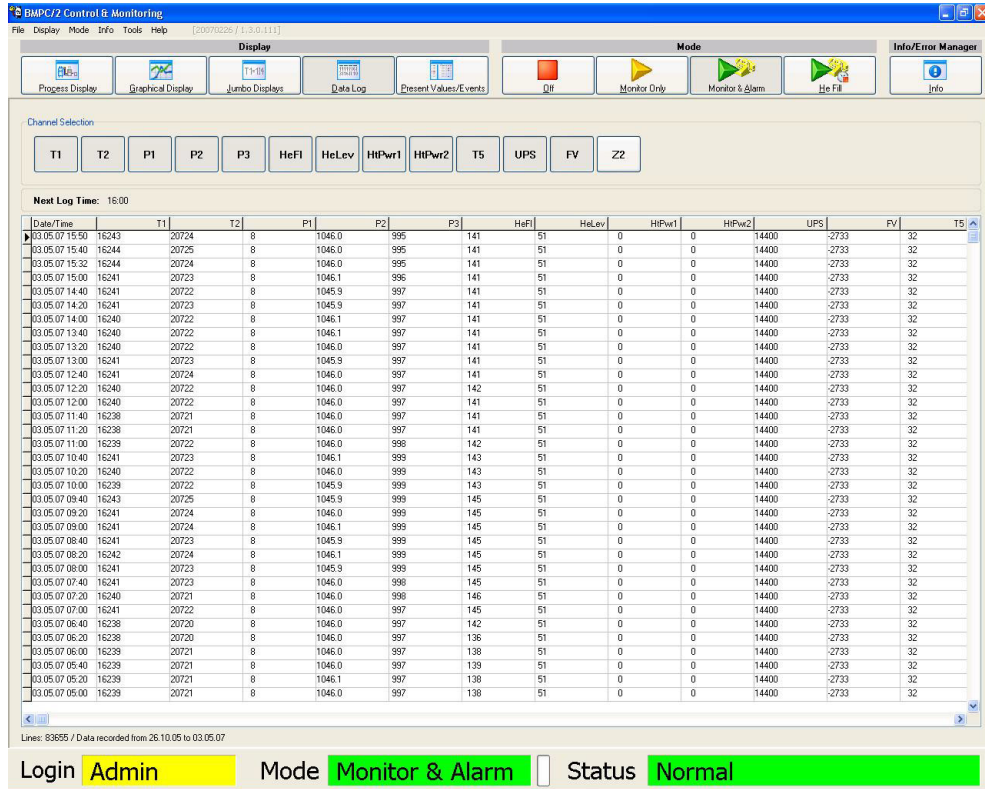 BMPC/2 Control & Monitoring
File Display Mode Info Tools Help [20070226 / 1.3.0.111]
Display Mode Info/Error Manager
Progess Display Graphical Display Jumbo Displays Data Log Present Values/Events Off Monitor Only Monitor & Alarm He Fill Info
Channel Selection
T1 T2 P1 P2 P3 HeFl HeLev HtPwr1 HtPwr2 T5 UPS FV Z2
Next Log Time: 16:00
Date/Time T1 T2 P1 P2 P3 HeFl HeLev HtPwr1 HtPwr2 UPS FV T5
03.05.07 15:50 16243 20724 8 1046.0 995 141 51 0 0 14400 -2733 32
03.05.07 15:40 16244 20725 8 1046.0 995 141 51 0 0 14400 -2733 32
03.05.07 15:32 16244 20724 8 1046.0 995 141 51 0 0 14400 -2733 32
03.05.07 15:00 16241 20723 8 1046.1 996 141 51 0 0 14400 -2733 32
03.05.07 14:40 16241 20722 8 1045.9 997 141 51 0 0 14400 -2733 32
03.05.07 14:20 16241 20723 8 1045.9 997 141 51 0 0 14400 -2733 32
03.05.07 14:00 16240 20722 8 1046.1 997 141 51 0 0 14400 -2733 32
03.05.07 13:40 16240 20722 8 1046.1 997 141 51 0 0 14400 -2733 32
03.05.07 13:20 16240 20722 8 1046.0 997 141 51 0 0 14400 -2733 32
03.05.07 13:00 16241 20723 8 1045.9 997 141 51 0 0 14400 -2733 32
03.05.07 12:40 16241 20724 8 1046.0 997 141 51 0 0 14400 -2733 32
03.05.07 12:20 16240 20722 8 1046.0 997 142 51 0 0 14400 -2733 32
03.05.07 12:00 16240 20722 8 1046.0 997 141 51 0 0 14400 -2733 32
03.05.07 11:40 16238 20721 8 1046.0 997 141 51 0 0 14400 -2733 32
03.05.07 11:20 16238 20721 8 1046.0 997 141 51 0 0 14400 -2733 32
03.05.07 11:00 16239 20722 8 1046.0 998 142 51 0 0 14400 -2733 32
03.05.07 10:40 16241 20723 8 1046.1 999 143 51 0 0 14400 -2733 32
03.05.07 10:20 16240 20722 8 1046.0 999 143 51 0 0 14400 -2733 32
03.05.07 10:00 16239 20722 8 1045.9 999 143 51 0 0 14400 -2733 32
03.05.07 09:40 16243 20725 8 1045.9 999 145 51 0 0 14400 -2733 32
03.05.07 09:20 16241 20724 8 1046.0 999 145 51 0 0 14400 -2733 32
03.05.07 09:00 16241 20724 8 1046.1 999 145 51 0 0 14400 -2733 32
03.05.07 08:40 16241 20723 8 1045.9 999 145 51 0 0 14400 -2733 32
03.05.07 08:20 16242 20724 8 1046.1 999 145 51 0 0 14400 -2733 32
03.05.07 08:00 16241 20723 8 1045.9 999 145 51 0 0 14400 -2733 32
03.05.07 07:40 16241 20723 8 1046.0 998 145 51 0 0 14400 -2733 32
03.05.07 07:20 16240 20721 8 1046.0 998 146 51 0 0 14400 -2733 32
03.05.07 07:00 16241 20722 8 1046.0 997 145 51 0 0 14400 -2733 32
03.05.07 06:40 16238 20720 8 1046.0 997 142 51 0 0 14400 -2733 32
03.05.07 06:20 16238 20720 8 1046.0 997 136 51 0 0 14400 -2733 32
03.05.07 06:00 16239 20721 8 1046.0 997 138 51 0 0 14400 -2733 32
03.05.07 05:40 16239 20721 8 1046.0 997 139 51 0 0 14400 -2733 32
03.05.07 05:20 16239 20721 8 1046.1 997 138 51 0 0 14400 -2733 32
03.05.07 05:00 16239 20721 8 1046.0 997 138 51 0 0 14400 -2733 32
Lines: 83655 / Data recorded from 26.10.05 to 03.05.07
Login Admin Mode Monitor & Alarm Status Normal